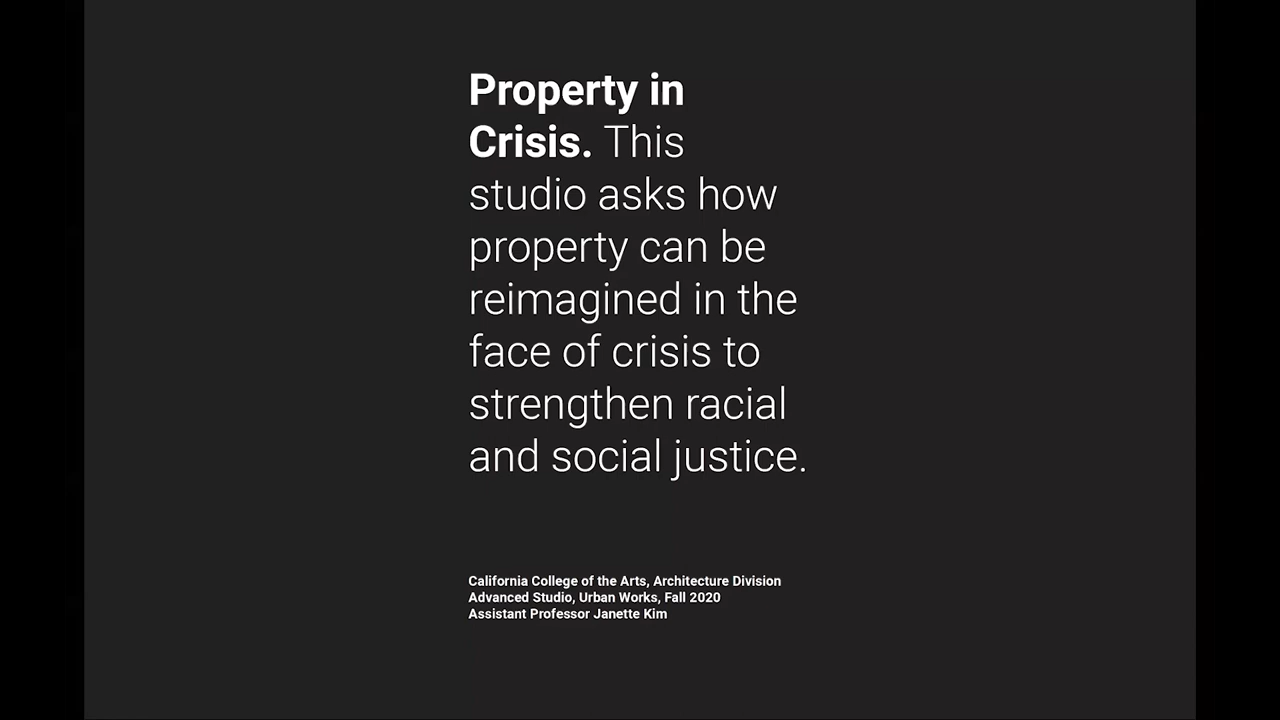 Property in
Crisis. This
studio asks how
property can be
reimagined in the
face of crisis to
strengthen racial
and social justice.
California College of the Arts, Architecture Division
Advanced Studio, Urban Works, Fall 2020
Assistant Professor Janette Kim